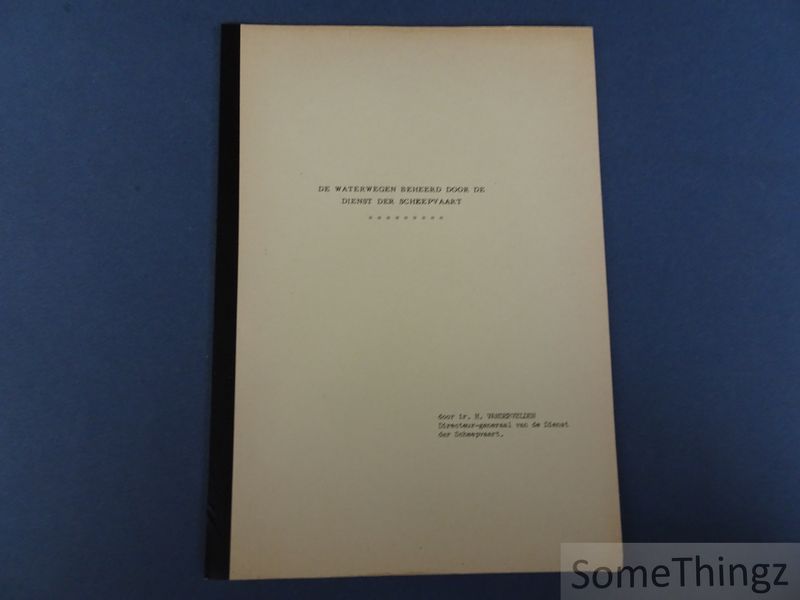 DE WATERWEGEN BEHEERD DOOR DE
DIENST DER SCHEEPVAART
* * * * * * * * *
door ir. H. VANDERVELDEN
Directeur-generaal van de Dienst
der Scheepvaart.
SomeThingz